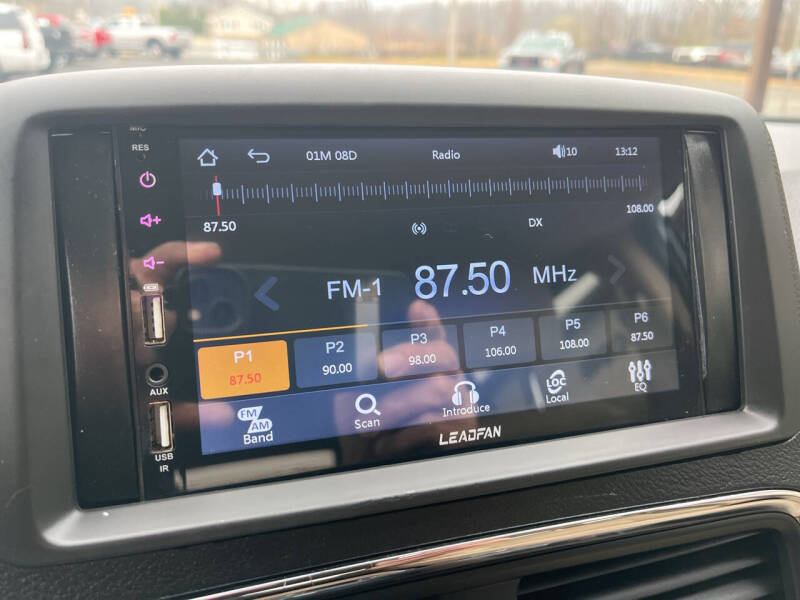 MIC
RES
01M 08D Radio 10 13:12
87.50 108.00
DX
FM-1 87.50 MHz
P1 P2 P3 P4 P5 P6
87.50 90.00 98.00 106.00 108.00 87.50
FM AM LOC
Band Scan Introduce Local EQ
LEADFAN
AUX
USB
IR